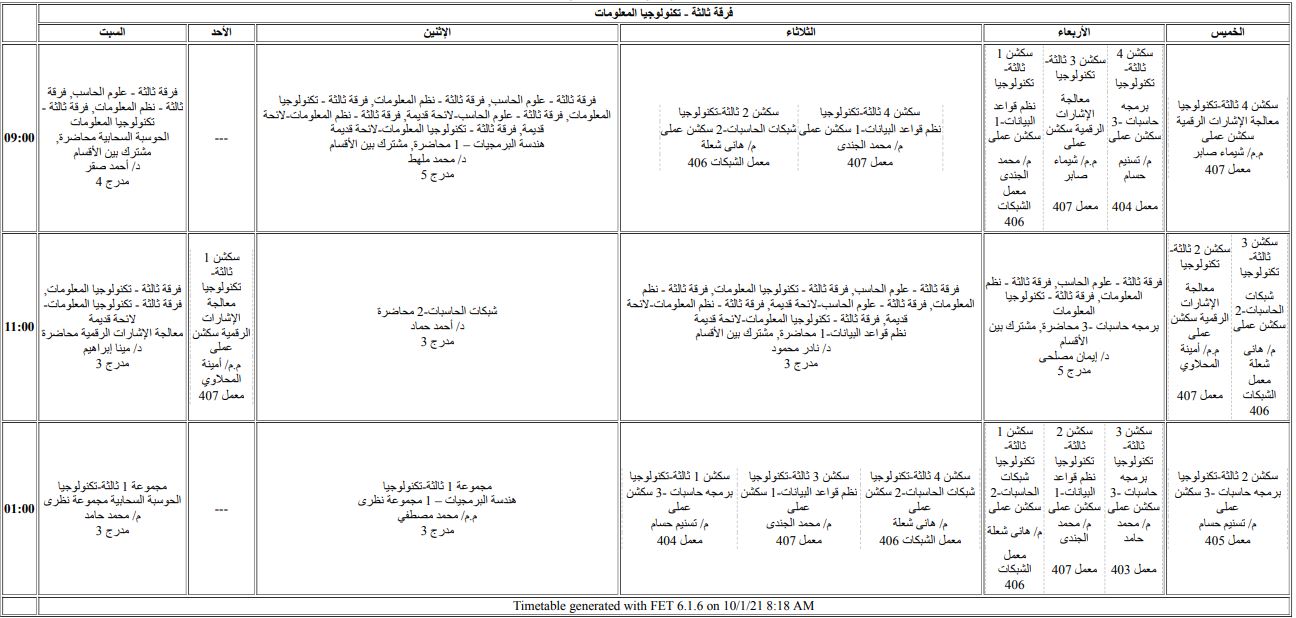 فرقة ثالثة - تكنولوجيا المعلومات
السبت
الأحد
الإثنين
الثلاثاء
الأربعاء
الخميس
09:00
فرقة ثالثة - علوم الحاسب, فرقة
ثالثة - نظم المعلومات, فرقة ثالثة -
تكنولوجيا المعلومات
الحوسبة السحابية محاضرة,
مشترك بين الأقسام
د/ أحمد صقر
مدرج 4
---
فرقة ثالثة - علوم الحاسب, فرقة ثالثة - نظم المعلومات, فرقة ثالثة - تكنولوجيا
المعلومات, فرقة ثالثة - علوم الحاسب-لائحة قديمة, فرقة ثالثة - نظم المعلومات-لائحة
قديمة, فرقة ثالثة - تكنولوجيا المعلومات-لائحة قديمة
هندسة البرمجيات – 1 محاضرة, مشترك بين الأقسام
د/ محمد ملهط
مدرج 5
سكشن 2 ثالثة-تكنولوجيا
شبكات الحاسبات-2 سكشن عملى
م/ هانى شعلة
معمل الشبكات 406
سكشن 4 ثالثة-تكنولوجيا
نظم قواعد البيانات-1 سكشن عملى
م/ محمد الجندى
معمل 407
سكشن 1
ثالثة-
تكنولوجيا
نظم قواعد
البيانات-1
سكشن عملى
م/ محمد
الجندى
معمل
الشبكات
406
سكشن 3 ثالثة-
تكنولوجيا
معالجة
الإشارات
الرقمية سكشن
عملى
م.م/ شيماء
صابر
معمل 407
سكشن 4
ثالثة-
تكنولوجيا
برمجه
حاسبات -3
سكشن عملى
م/ تسنيم
حسام
معمل 404
سكشن 4 ثالثة-تكنولوجيا
معالجة الإشارات الرقمية
سكشن عملى
م.م/ شيماء صابر
معمل 407
11:00
فرقة ثالثة - تكنولوجيا المعلومات,
فرقة ثالثة - تكنولوجيا المعلومات-
لائحة قديمة
معالجة الإشارات الرقمية محاضرة
د/ مينا إبراهيم
مدرج 3
سكشن 1
ثالثة-
تكنولوجيا
معالجة
الإشارات
الرقمية سكشن
عملى
م.م/ أمينة
المحلاوي
معمل 407
شبكات الحاسبات-2 محاضرة
د/ أحمد حماد
مدرج 3
فرقة ثالثة - علوم الحاسب, فرقة ثالثة - تكنولوجيا المعلومات, فرقة ثالثة - نظم
المعلومات, فرقة ثالثة - علوم الحاسب-لائحة قديمة, فرقة ثالثة - نظم المعلومات-لائحة
قديمة, فرقة ثالثة - تكنولوجيا المعلومات-لائحة قديمة
نظم قواعد البيانات-1 محاضرة, مشترك بين الأقسام
د/ نادر محمود
مدرج 3
فرقة ثالثة - علوم الحاسب, فرقة ثالثة - نظم
المعلومات, فرقة ثالثة - تكنولوجيا
المعلومات
برمجه حاسبات -3 محاضرة, مشترك بين
الأقسام
د/ إيمان مصلحى
مدرج 5
سكشن 2 ثالثة-
تكنولوجيا
معالجة
الإشارات
الرقمية سكشن
عملى
م.م/ أمينة
المحلاوي
معمل 407
سكشن 3
ثالثة-
تكنولوجيا
شبكات
الحاسبات-2
سكشن عملى
م/ هانى
شعلة
معمل
الشبكات
406
01:00
مجموعة 1 ثالثة-تكنولوجيا
الحوسبة السحابية مجموعة نظرى
م/ محمد حامد
مدرج 3
---
مجموعة 1 ثالثة-تكنولوجيا
هندسة البرمجيات – 1 مجموعة نظرى
م.م/ محمد مصطفي
مدرج 3
سكشن 1 ثالثة-تكنولوجيا
برمجه حاسبات -3 سكشن
عملى
م/ تسنيم حسام
معمل 404
سكشن 3 ثالثة-تكنولوجيا
نظم قواعد البيانات-1 سكشن
عملى
م/ محمد الجندى
معمل 407
سكشن 4 ثالثة-تكنولوجيا
شبكات الحاسبات-2 سكشن
عملى
م/ هانى شعلة
معمل الشبكات 406
سكشن 1
ثالثة-
تكنولوجيا
شبكات
الحاسبات-2
سكشن عملى
م/ هانى شعلة
معمل
الشبكات
406
سكشن 2
ثالثة-
تكنولوجيا
نظم قواعد
البيانات-1
سكشن عملى
م/ محمد
الجندى
معمل 407
سكشن 3
ثالثة-
تكنولوجيا
برمجه
حاسبات -3
سكشن عملى
م/ محمد
حامد
معمل 403
سكشن 2 ثالثة-تكنولوجيا
برمجه حاسبات -3 سكشن
عملى
م/ تسنيم حسام
معمل 405
Timetable generated with FET 6.1.6 on 10/1/21 8:18 AM